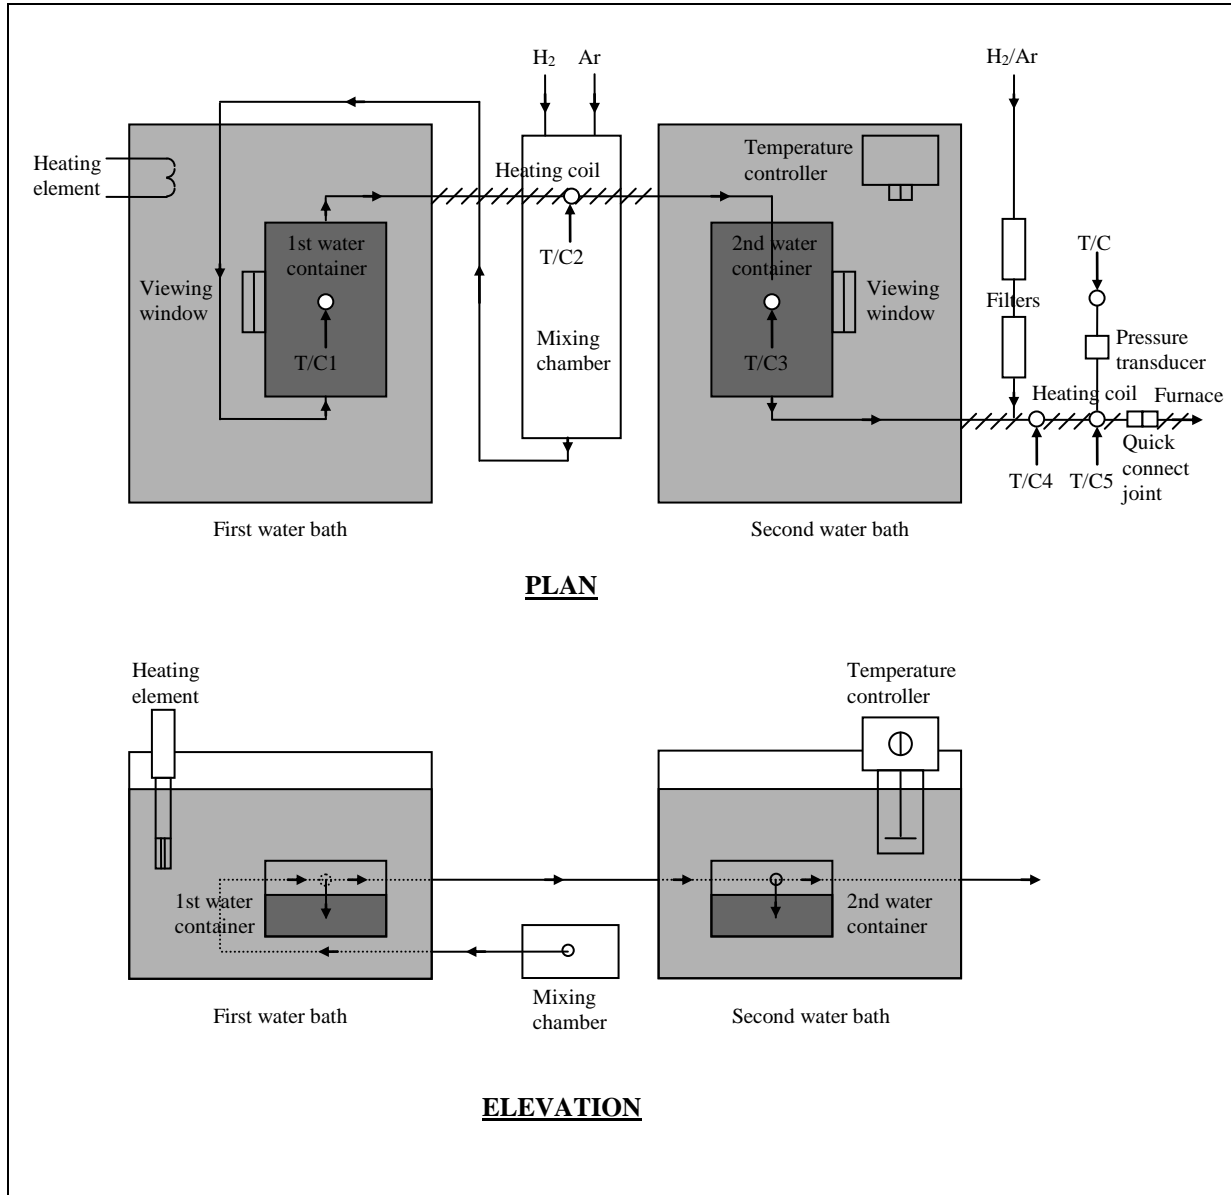 H₂
Ar
H₂/Ar
Heating
element
Heating coil
Temperature
controller
1st water
container
T/C2
2nd water
container
T/C
Viewing
window
Viewing
window
Filters
T/C1
Mixing
chamber
T/C3
Pressure
transducer
Heating coil
Furnace
T/C4
T/C5
Quick
connect
joint
First water bath
Second water bath
PLAN
Heating
element
Temperature
controller
1st water
container
2nd water
container
Mixing
chamber
First water bath
Second water bath
ELEVATION